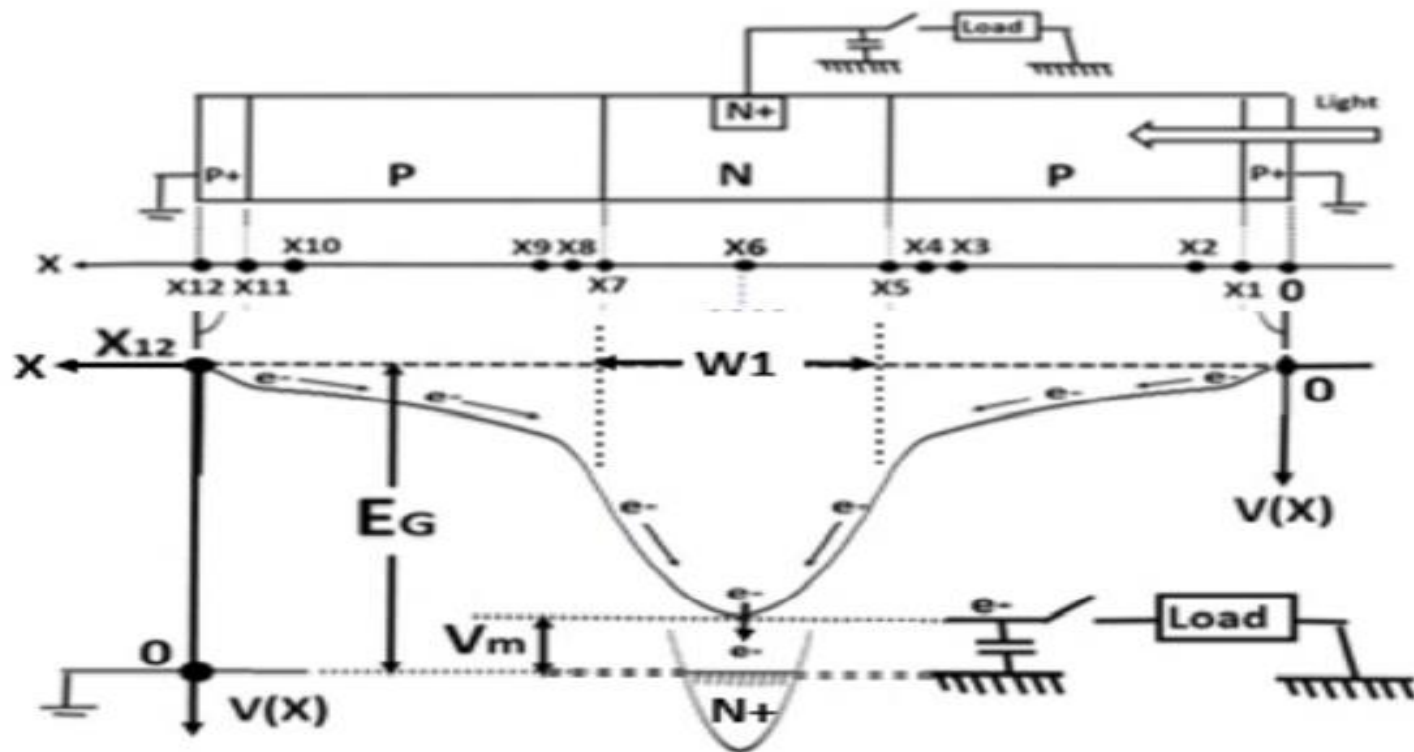 Load
N+
Light
P+ P N P P+
X10 X9 X8 X6 X4 X3 X2
X
X12 X11 X7 X5 X1 0
X12
X W1
e- e- e- e-
0
e- e-
EG
V(X)
e- e-
Vm Load
e-
0
V(X) N+